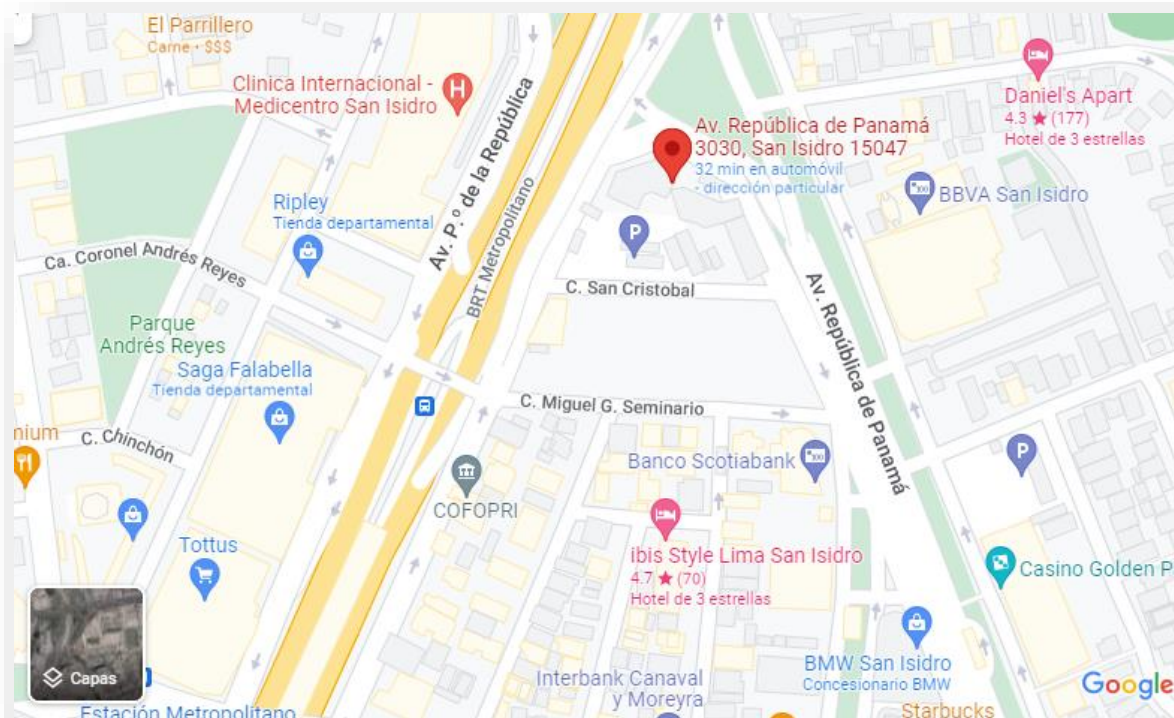 El Parrillero
Carne • $$$
Clinica Internacional -
Medicentro San Isidro
Av. P.º de la República
BRT Metropolitano
Av. República de Panamá
3030, San Isidro 15047
32 min en automóvil
- dirección particular
Daniel's Apart
4.3 ★ (177)
Hotel de 3 estrellas
BBVA San Isidro
Ripley
Tienda departamental
Ca. Coronel Andrés Reyes
P
C. San Cristobal
Av. República de Panamá
Parque
Andrés Reyes
Saga Falabella
Tienda departamental
C. Miguel G. Seminario
nium
C. Chinchón
COFOPRI
Banco Scotiabank
P
Tottus
ibis Style Lima San Isidro
4.7 ★ (70)
Hotel de 3 estrellas
Casino Golden P
Capas
BMW San Isidro
Concesionario BMW
Interbank Canaval
y Moreyra
Google
Estación Metropolitano
Starbucks